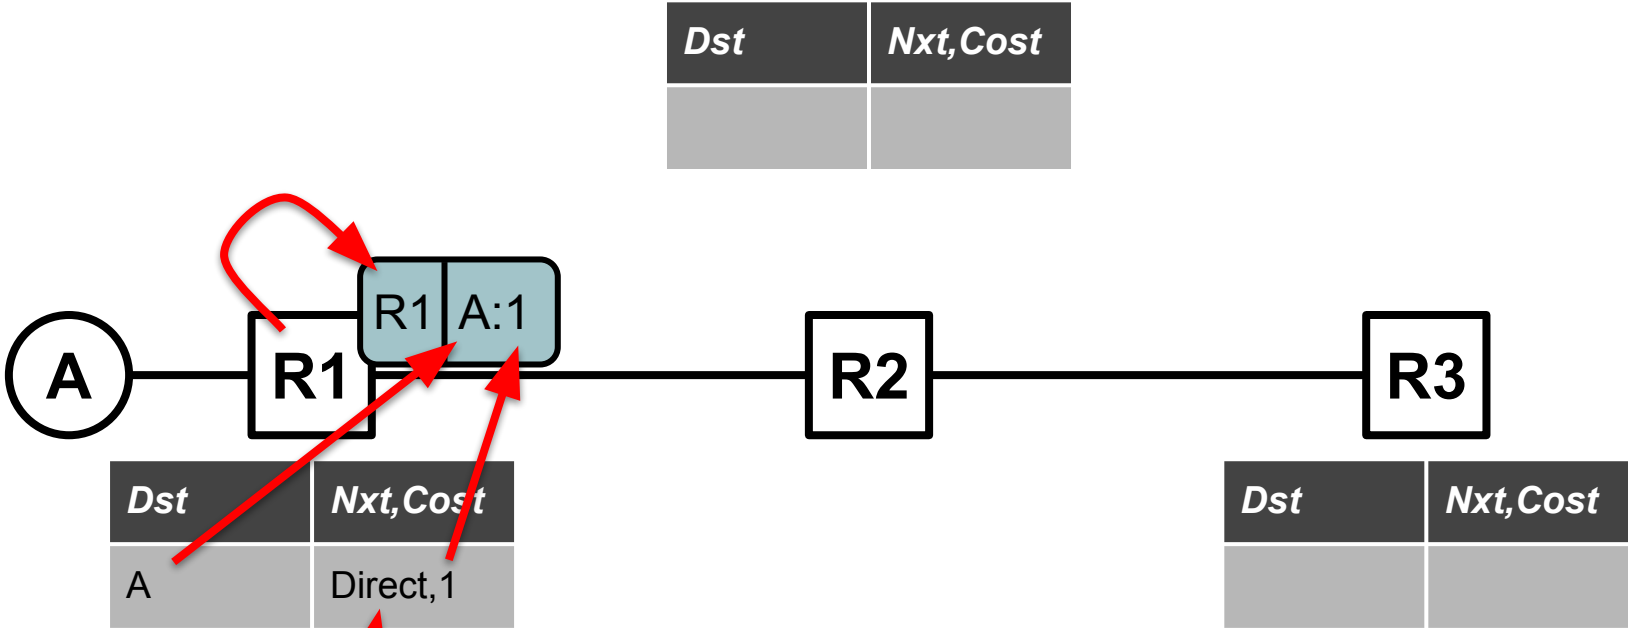 Dst Nxt,Cost
R1 A:1
A R1 R2 R3
Dst Nxt,Cost
A Direct,1
Dst Nxt,Cost